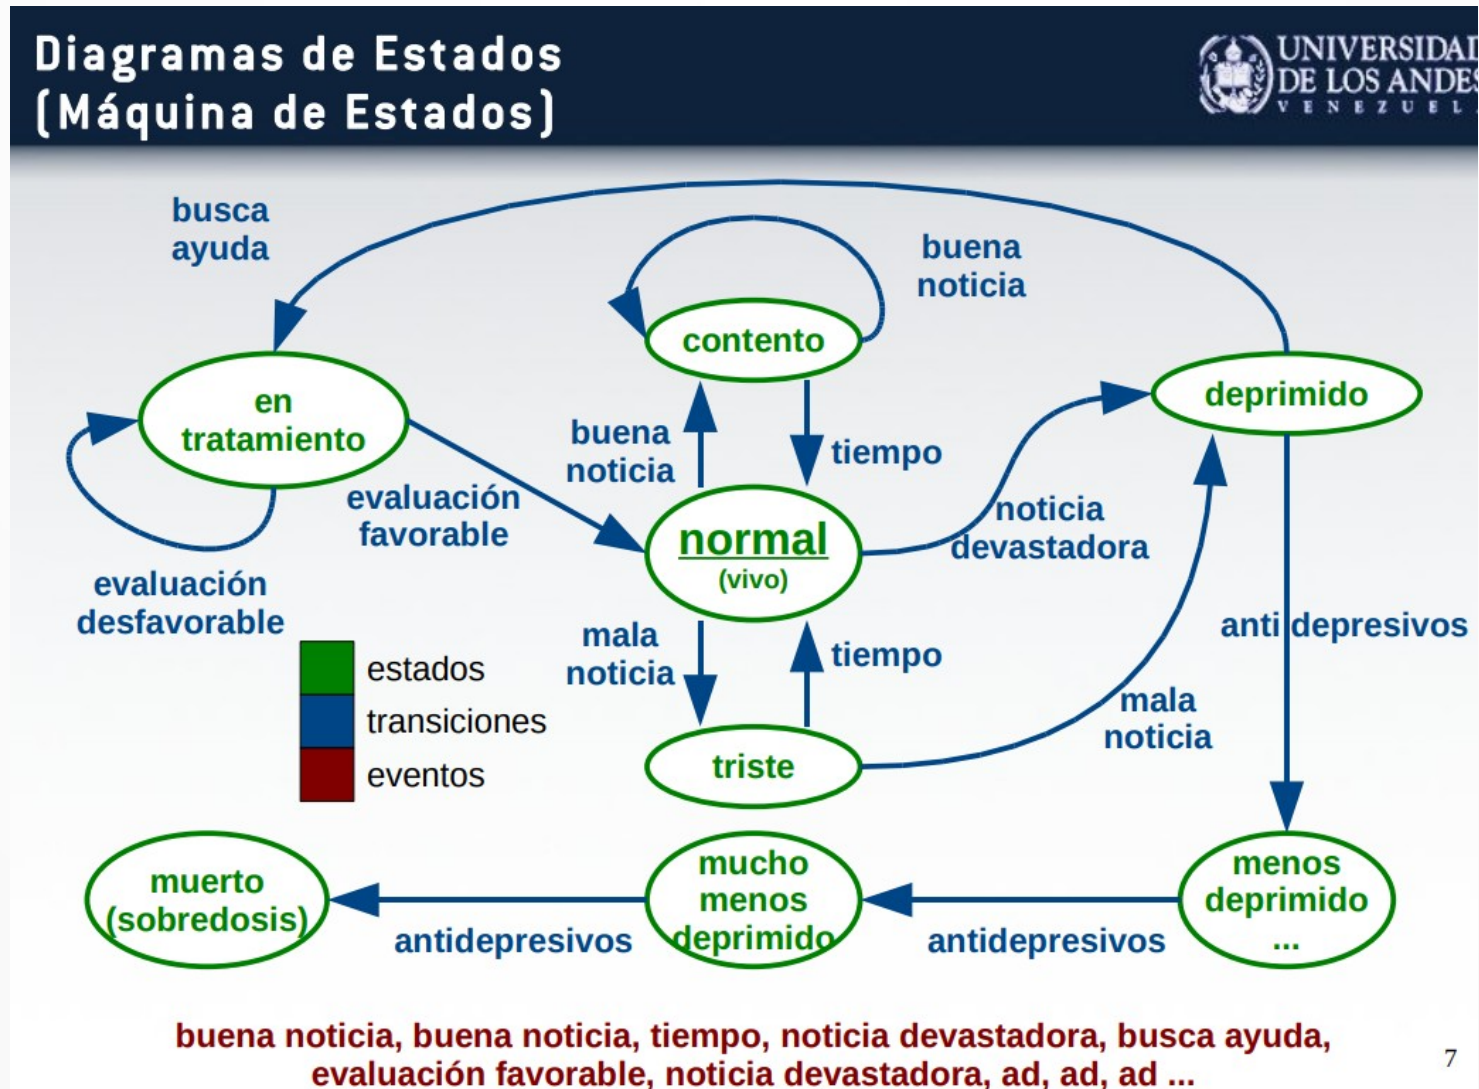 Diagramas de Estados
(Máquina de Estados)
UNIVERSIDAD
DE LOS ANDES
VENEZUELA
busca
ayuda
buena
noticia
contento
deprimido
en
tratamiento
buena
noticia
tiempo
evaluación
favorable
normal
(vivo)
noticia
devastadora
evaluación
desfavorable
mala
noticia
tiempo
antidepresivos
estados
transiciones
eventos
mala
noticia
triste
muerto
(sobredosis)
antidepresivos
mucho
menos
deprimido
antidepresivos
menos
deprimido
...
buena noticia, buena noticia, tiempo, noticia devastadora, busca ayuda,
evaluación favorable, noticia devastadora, ad, ad, ad ...
7